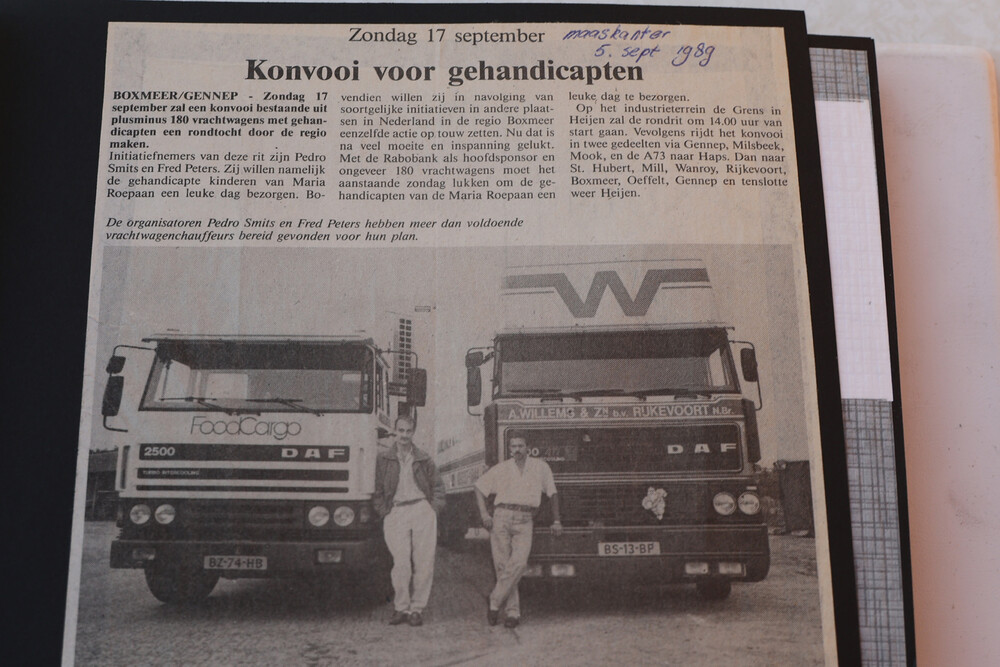 Zondag 17 september
maaskanter
5. sept 1989
Konvooi voor gehandicapten
BOXMEER/GENNEP - Zondag 17
september zal een konvooi bestaande uit
plusminus 180 vrachtwagens met gehan-
dicapten een rondtocht door de regio
maken.
Initiatiefnemers van deze rit zijn Pedro
Smits en Fred Peters. Zij willen namelijk
de gehandicapte kinderen van Maria
Roepaan een leuke dag bezorgen. Bo-
vendien willen zij in navolging van
soortgelijke initiatieven in andere plaat-
sen in Nederland in de regio Boxmeer
eenzelfde actie op touw zetten. Nu dat is
na veel moeite en inspanning gelukt.
Met de Rabobank als hoofdsponsor en
ongeveer 180 vrachtwagens moet het
aanstaande zondag lukken om de ge-
handicapten van de Maria Roepaan een
leuke dag te bezorgen.
Op het industrieterrein de Grens in
Heijen zal de rondrit om 14.00 uur van
start gaan. Vevolgens rijdt het konvooi
in twee gedeelten via Gennep, Milsbeek,
Mook, en de A73 naar Haps. Dan naar
St. Hubert, Mill, Wanroy, Rijkevoort,
Boxmeer, Oeffelt, Gennep en tenslotte
weer Heijen.
De organisatoren Pedro Smits en Fred Peters hebben meer dan voldoende
vrachtwagenchauffeurs bereid gevonden voor hun plan.
W
A. WILLEMS & Zn b.v. RIJKEVOORT N.Br.
FoodCargo
2500 DAF
TURBO INTERCOOLING
DAF
BZ-74-HB
BS-13-BP